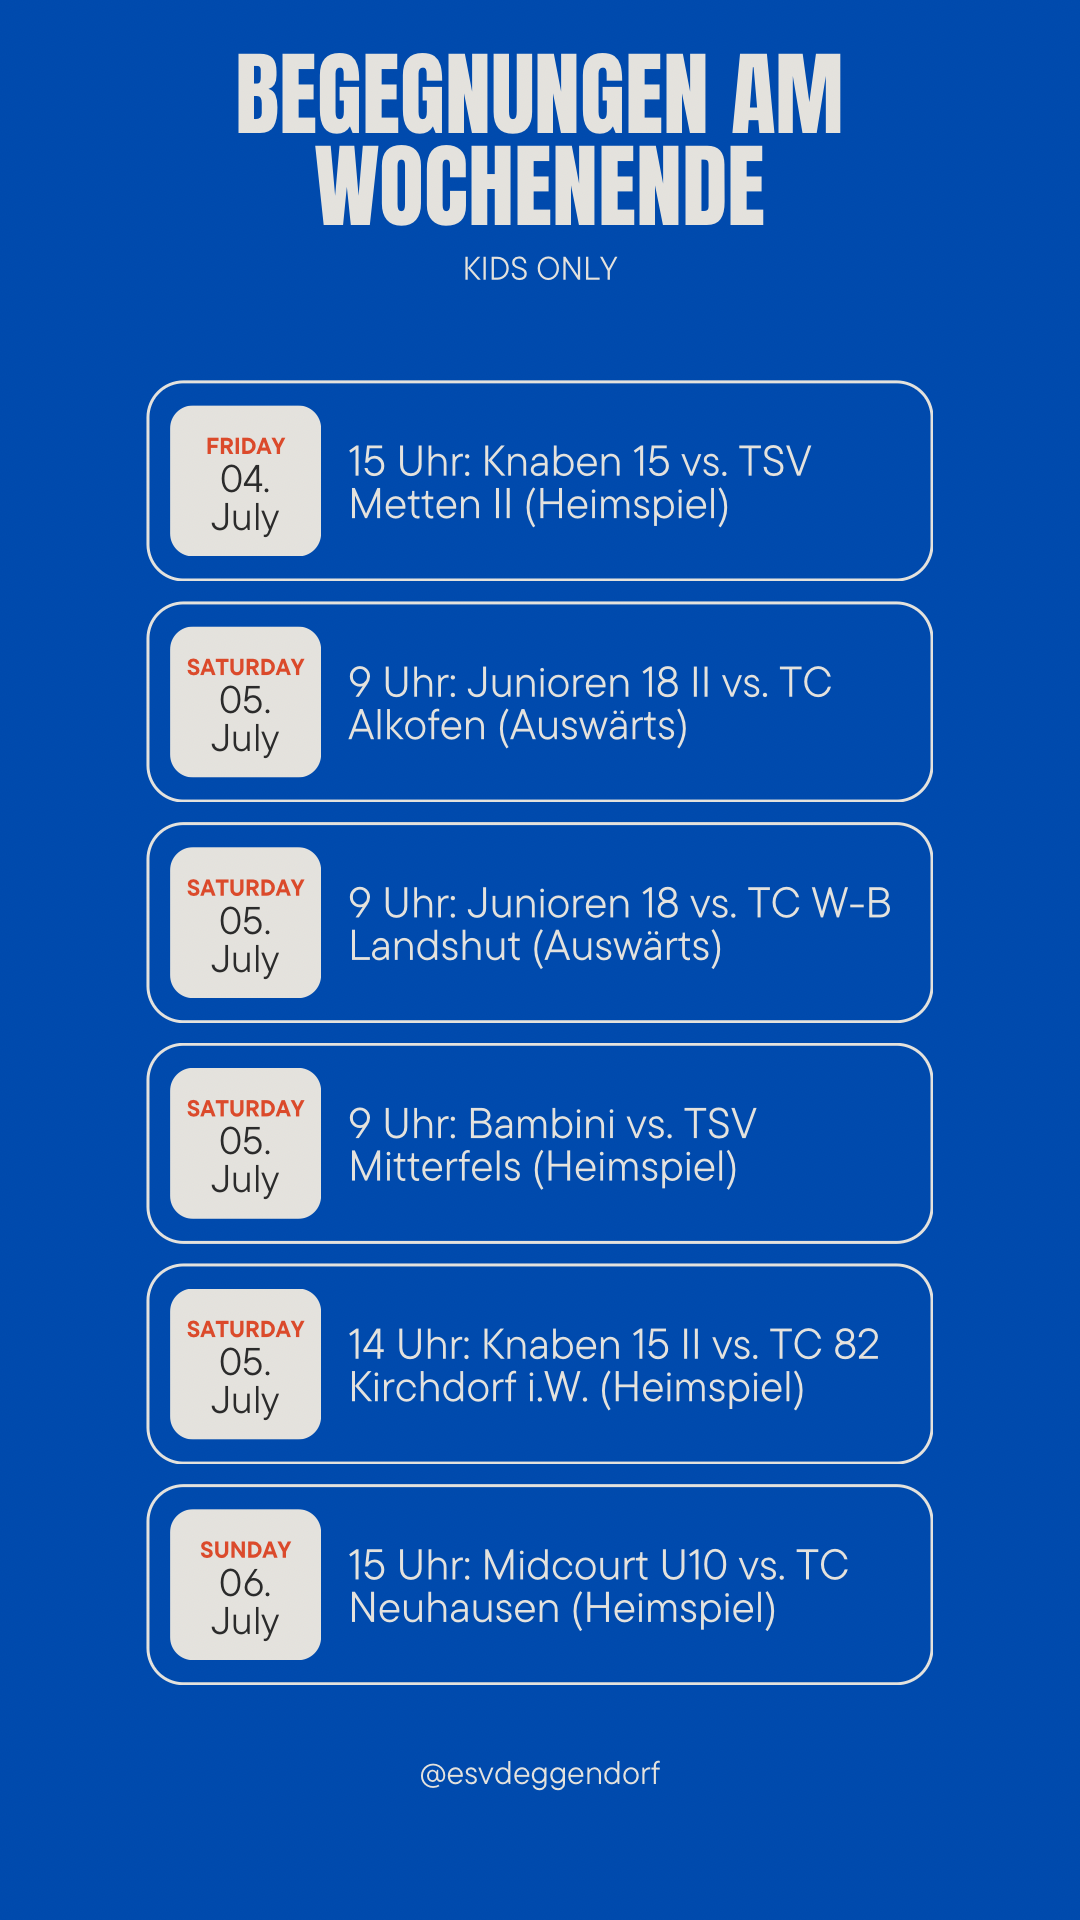 BEGEGNUNGEN AM
WOCHENENDE
KIDS ONLY
FRIDAY
04.
July
15 Uhr: Knaben 15 vs. TSV
Metten II (Heimspiel)
SATURDAY
05.
July
9 Uhr: Junioren 18 II vs. TC
Alkofen (Auswärts)
SATURDAY
05.
July
9 Uhr: Junioren 18 vs. TC W-B
Landshut (Auswärts)
SATURDAY
05.
July
9 Uhr: Bambini vs. TSV
Mitterfels (Heimspiel)
SATURDAY
05.
July
14 Uhr: Knaben 15 II vs. TC 82
Kirchdorf i.W. (Heimspiel)
SUNDAY
06.
July
15 Uhr: Midcourt U10 vs. TC
Neuhausen (Heimspiel)
@esvdeggendorf